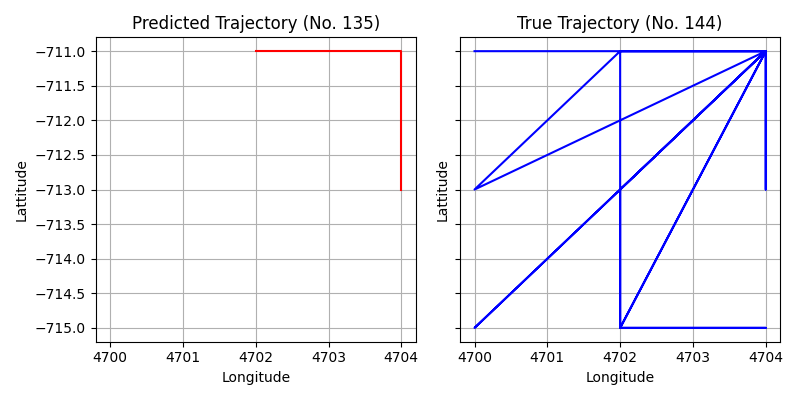 Predicted Trajectory (No. 135)
True Trajectory (No. 144)
Lattitude
−711.0
−711.5
−712.0
−712.5
−713.0
−713.5
−714.0
−714.5
−715.0
4700 4701 4702 4703 4704
Longitude
Lattitude
4700 4701 4702 4703 4704
Longitude